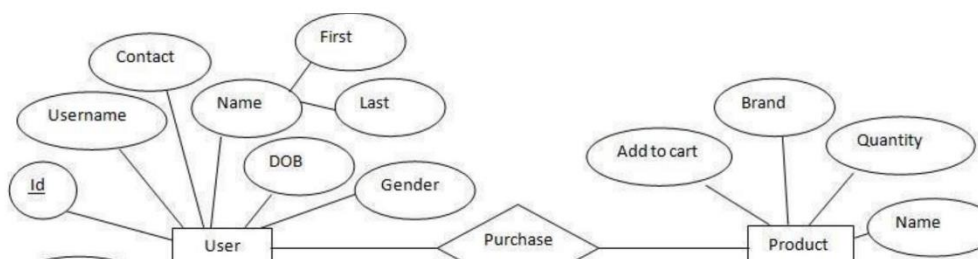 First
Contact
Name
Last
Brand
Username
DOB
Add to cart
Quantity
Id
Gender
Name
User
Purchase
Product